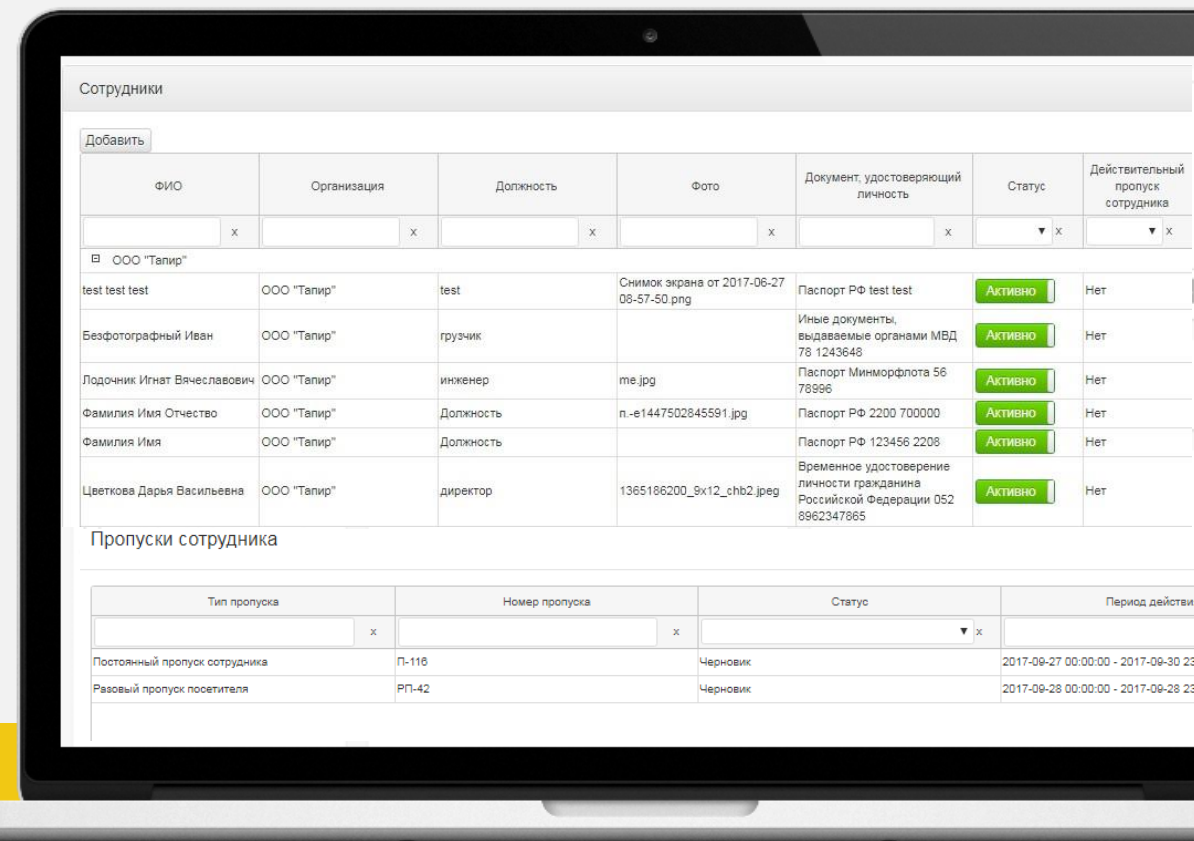 Сотрудники
Добавить
ФИО Организация Должность Фото Документ, удостоверяющий личность Статус Действительный пропуск сотрудника
x x x x x ▼ x ▼ x
ООО "Тапир"
test test test ООО "Тапир" test Снимок экрана от 2017-06-27 08-57-50.png Паспорт РФ test test Активно Нет
Безфотографный Иван ООО "Тапир" грузчик Иные документы, выдаваемые органами МВД 78 1243648 Активно Нет
Лодочник Игнат Вячеславович ООО "Тапир" инженер me.jpg Паспорт Минморфлота 56 78996 Активно Нет
Фамилия Имя Отчество ООО "Тапир" Должность п.-e1447502845591.jpg Паспорт РФ 2200 700000 Активно Нет
Фамилия Имя ООО "Тапир" Должность Паспорт РФ 123456 2208 Активно Нет
Цветкова Дарья Васильевна ООО "Тапир" директор 1365186200_9x12_chb2.jpeg Временное удостоверение личности гражданина Российской Федерации 052 8962347865 Активно Нет
Пропуски сотрудника
Тип пропуска Номер пропуска Статус Период действи
x x ▼ x
Постоянный пропуск сотрудника П-116 Черновик 2017-09-27 00:00:00 - 2017-09-30 23
Разовый пропуск посетителя РП-42 Черновик 2017-09-28 00:00:00 - 2017-09-28 23